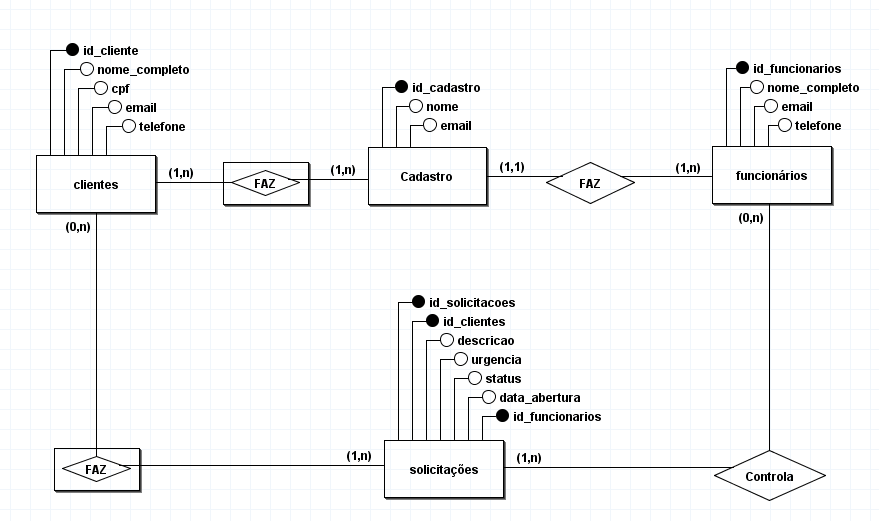 id_cliente
nome_completo
cpf
email
telefone
clientes
(1,n)
FAZ
(1,n)
id_cadastro
nome
email
Cadastro
(1,1)
FAZ
(1,n)
id_funcionarios
nome_completo
email
telefone
funcionários
(0,n)
(0,n)
id_solicitacoes
id_clientes
descricao
urgencia
status
data_abertura
id_funcionarios
FAZ
(1,n)
solicitações
(1,n)
Controla